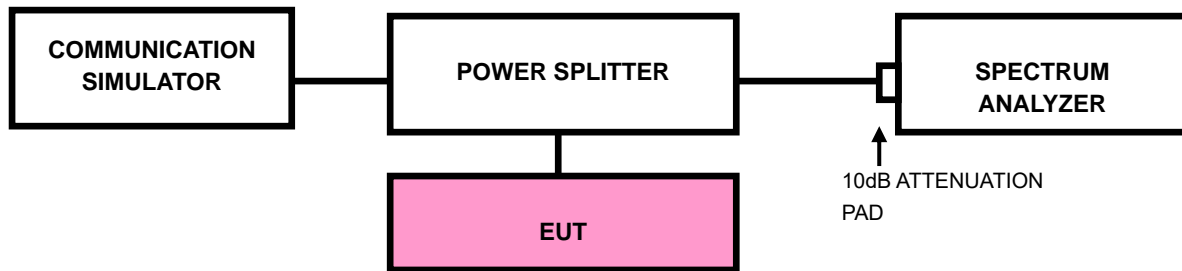 COMMUNICATION
SIMULATOR
POWER SPLITTER
SPECTRUM
ANALYZER
10dB ATTENUATION
PAD
EUT